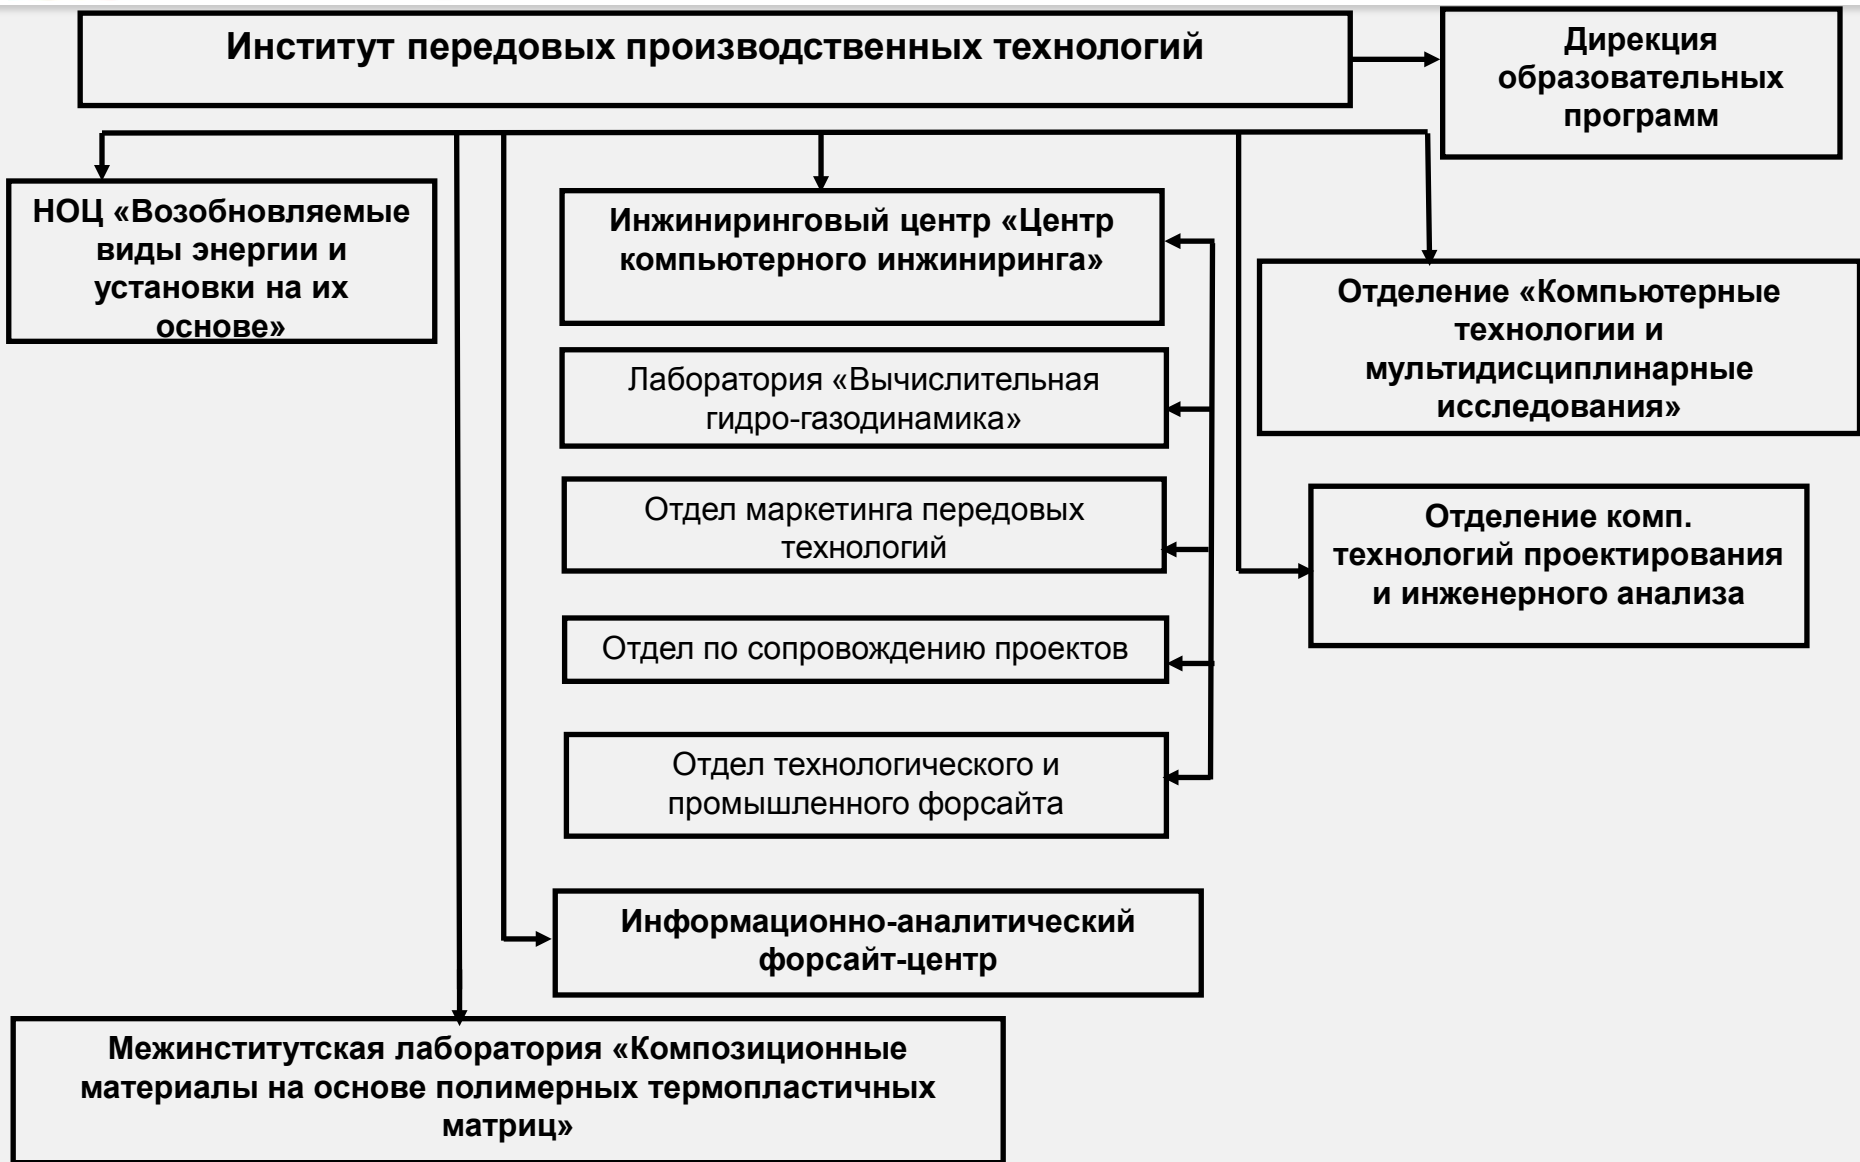 Институт передовых производственных технологий
Дирекция
образовательных
программ
НОЦ «Возобновляемые
виды энергии и
установки на их
основе»
Инжиниринговый центр «Центр
компьютерного инжиниринга»
Отделение «Компьютерные
технологии и
мультидисциплинарные
исследования»
Лаборатория «Вычислительная
гидро-газодинамика»
Отдел маркетинга передовых
технологий
Отделение комп.
технологий проектирования
и инженерного анализа
Отдел по сопровождению проектов
Отдел технологического и
промышленного форсайта
Информационно-аналитический
форсайт-центр
Межинститутская лаборатория «Композиционные
материалы на основе полимерных термопластичных
матриц»